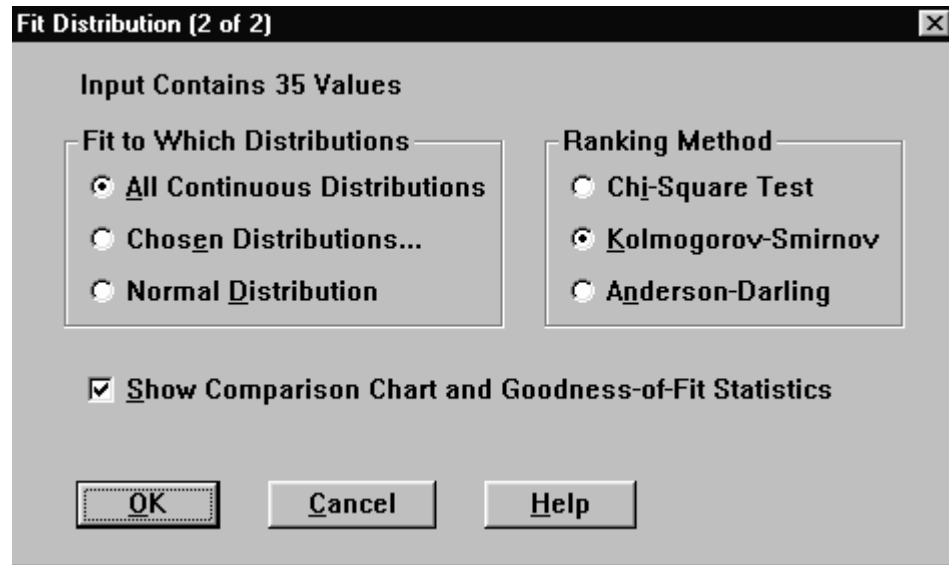 Fit Distribution (2 of 2)
Input Contains 35 Values
Fit to Which Distributions
All Continuous Distributions
Chosen Distributions...
Normal Distribution
Ranking Method
Chi-Square Test
Kolmogorov-Smirnov
Anderson-Darling
Show Comparison Chart and Goodness-of-Fit Statistics
OK Cancel Help